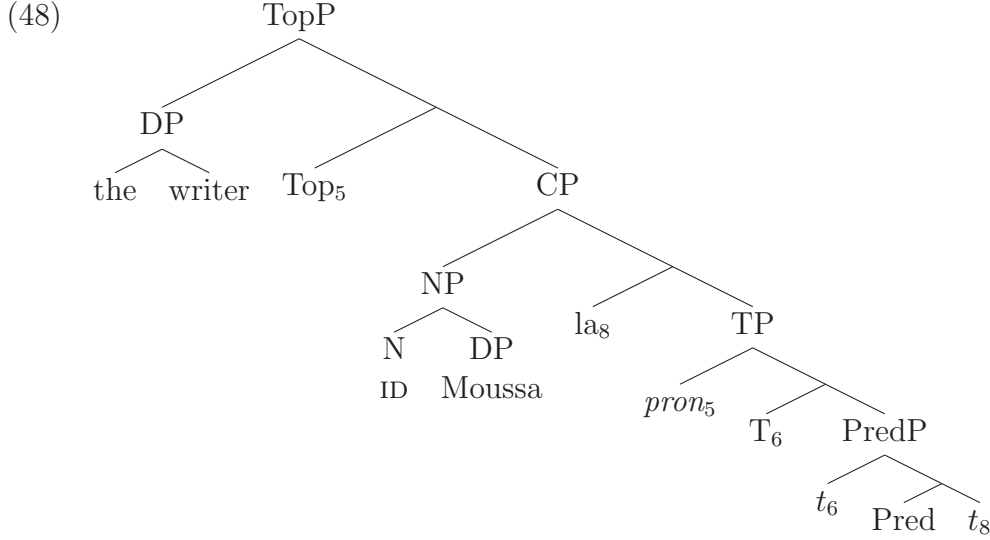 (48)
TopP
DP
the writer Top₅ CP
NP
la₈ TP
N DP
ID Moussa
pron₅
T₆ PredP
t₆
Pred t₈